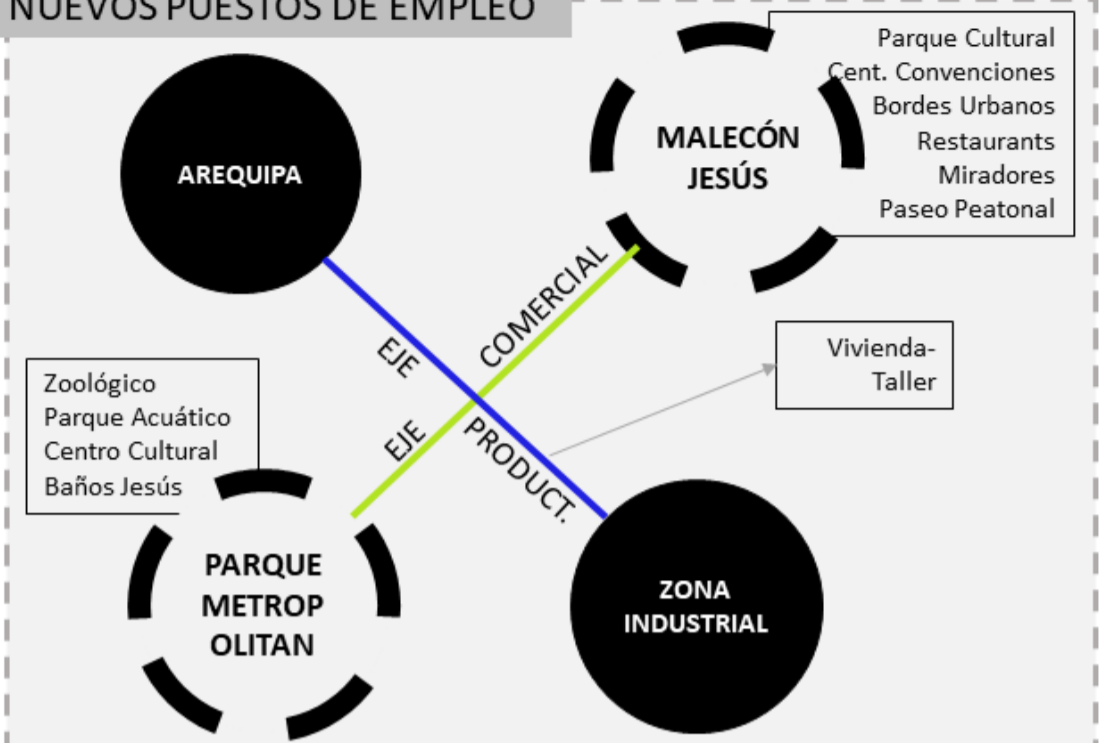 NUEVOS PUESTOS DE EMPLEO
Parque Cultural
Cent. Convenciones
Bordes Urbanos
Restaurants
Miradores
Paseo Peatonal
MALECÓN
JESÚS
AREQUIPA
EJE
COMERCIAL
EJE
PRODUCT.
Vivienda-
Taller
Zoológico
Parque Acuático
Centro Cultural
Baños Jesús
PARQUE
METROP
OLITAN
ZONA
INDUSTRIAL